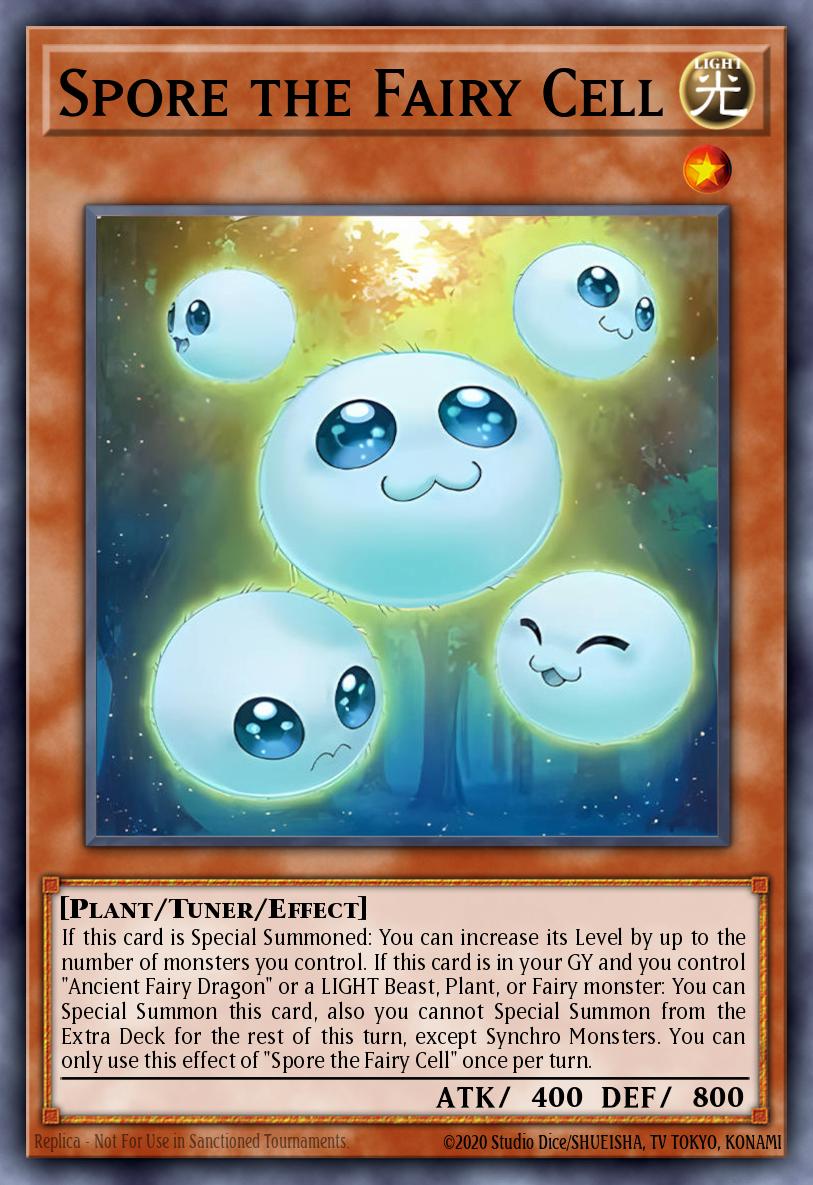 SPORE THE FAIRY CELL
LIGHT
光
[PLANT/TUNER/EFFECT]
If this card is Special Summoned: You can increase its Level by up to the
number of monsters you control. If this card is in your GY and you control
"Ancient Fairy Dragon" or a LIGHT Beast, Plant, or Fairy monster: You can
Special Summon this card, also you cannot Special Summon from the
Extra Deck for the rest of this turn, except Synchro Monsters. You can
only use this effect of "Spore the Fairy Cell" once per turn.
ATK/ 400 DEF/ 800
Replica - Not For Use in Sanctioned Tournaments.
©2020 Studio Dice/SHUEISHA, TV TOKYO, KONAMI